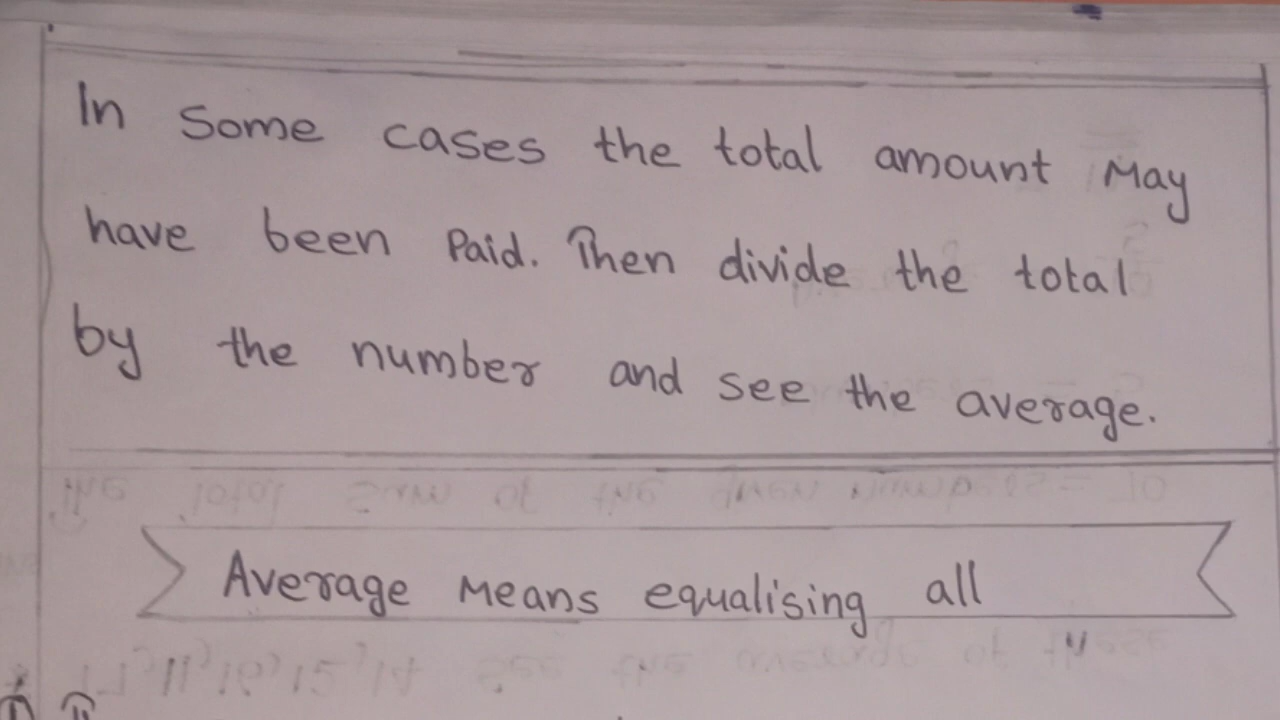 In Some cases the total amount May
have been Paid. Then divide the total
by the number and see the average.
Average Means equalising all